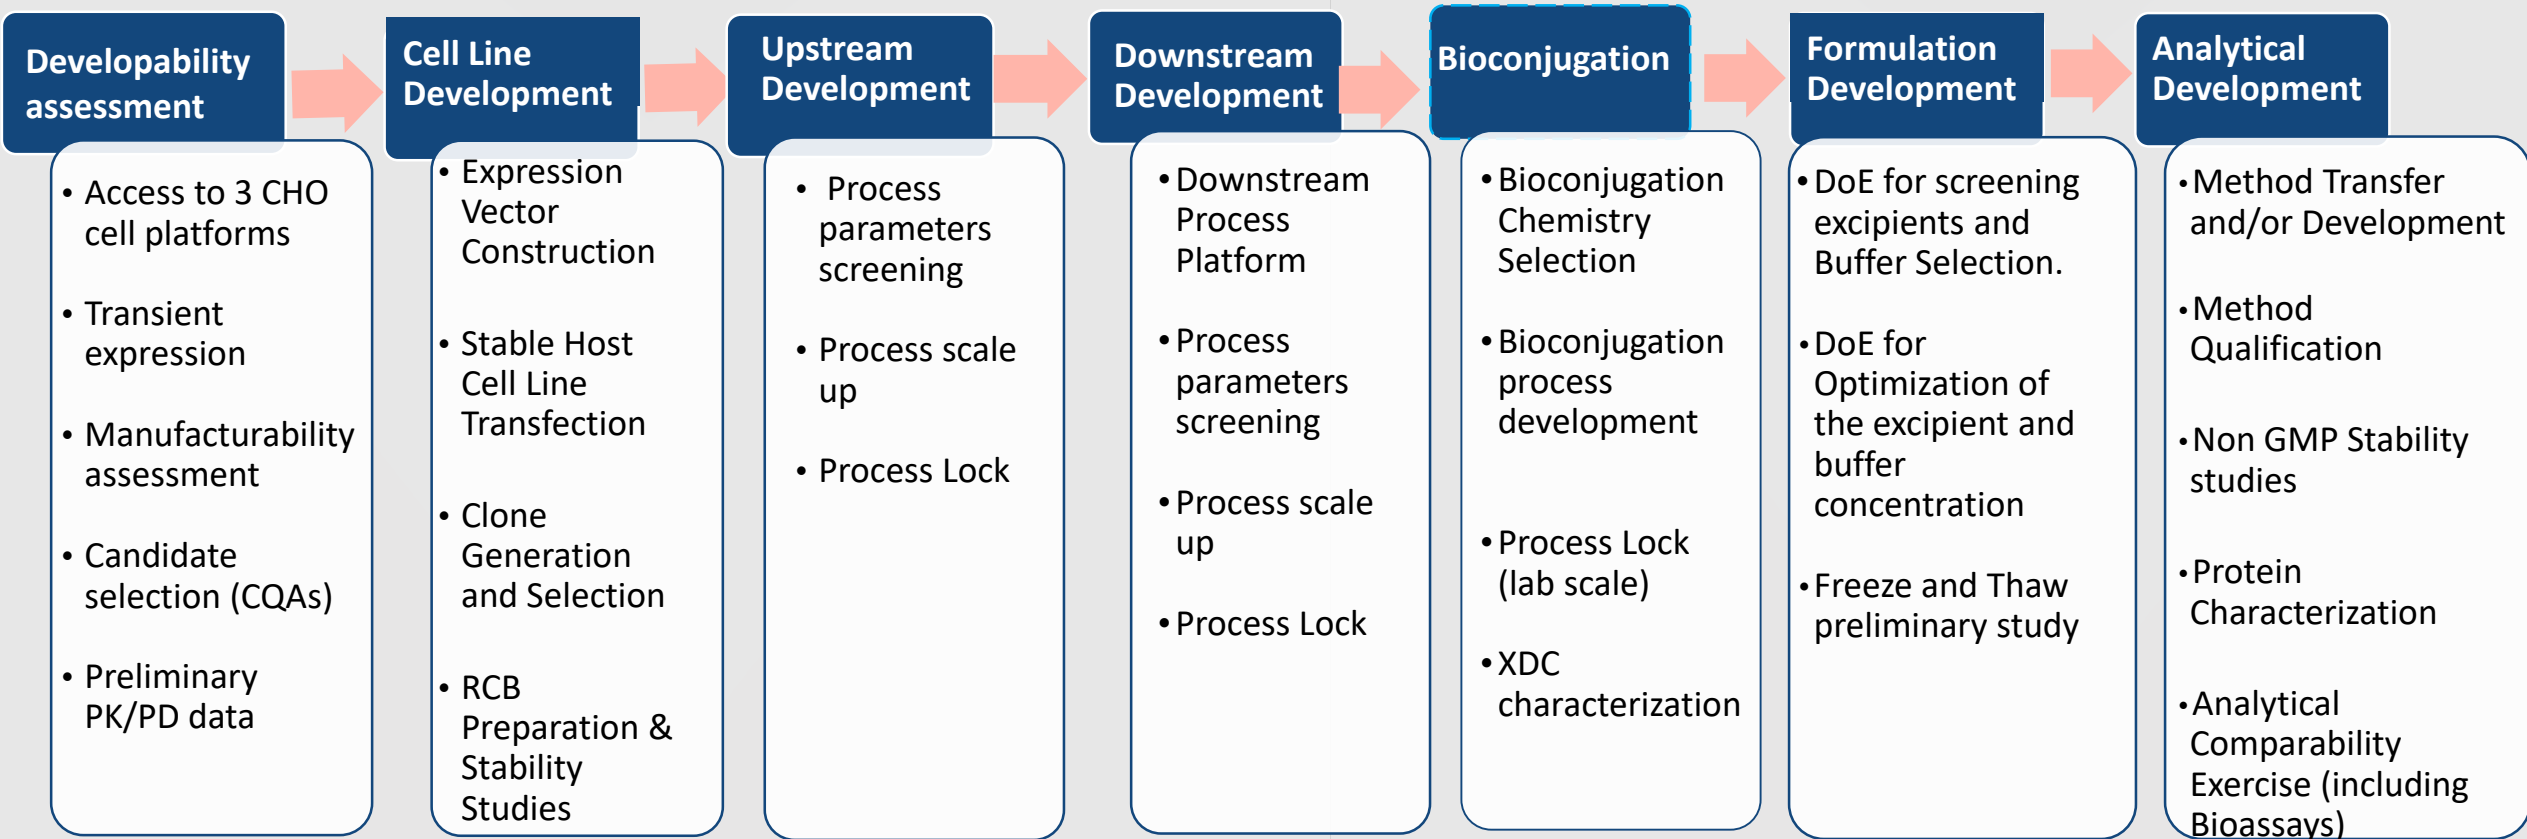 Developability
assessment
• Access to 3 CHO
cell platforms
• Transient
expression
• Manufacturability
assessment
• Candidate
selection (CQAs)
• Preliminary
PK/PD data
Cell Line
Development
• Expression
Vector
Construction
• Stable Host
Cell Line
Transfection
• Clone
Generation
and Selection
• RCB
Preparation &
Stability
Studies
Upstream
Development
• Process
parameters
screening
• Process scale
up
• Process Lock
Downstream
Development
• Downstream
Process
Platform
• Process
parameters
screening
• Process scale
up
• Process Lock
Bioconjugation
• Bioconjugation
Chemistry
Selection
• Bioconjugation
process
development
• Process Lock
(lab scale)
• XDC
characterization
Formulation
Development
• DoE for screening
excipients and
Buffer Selection.
• DoE for
Optimization of
the excipient and
buffer
concentration
• Freeze and Thaw
preliminary study
Analytical
Development
• Method Transfer
and/or Development
• Method
Qualification
• Non GMP Stability
studies
• Protein
Characterization
• Analytical
Comparability
Exercise (including
Bioassays)